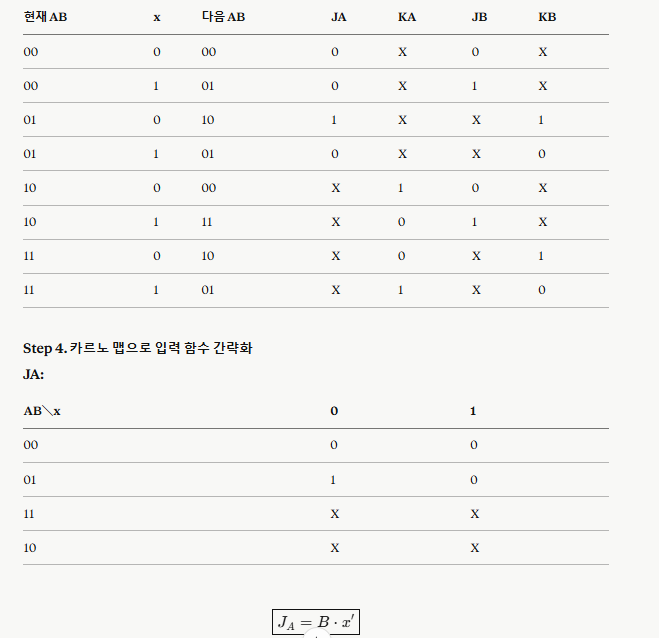 현재 AB x 다음 AB JA KA JB KB
00 0 00 0 X 0 X
00 1 01 0 X 1 X
01 0 10 1 X X 1
01 1 01 0 X X 0
10 0 00 X 1 0 X
10 1 11 X 0 1 X
11 0 10 X 0 X 1
11 1 01 X 1 X 0
Step 4. 카르노 맵으로 입력 함수 간략화
JA:
AB＼x 0 1
00 0 0
01 1 0
11 X X
10 X X
J_A = B · x′